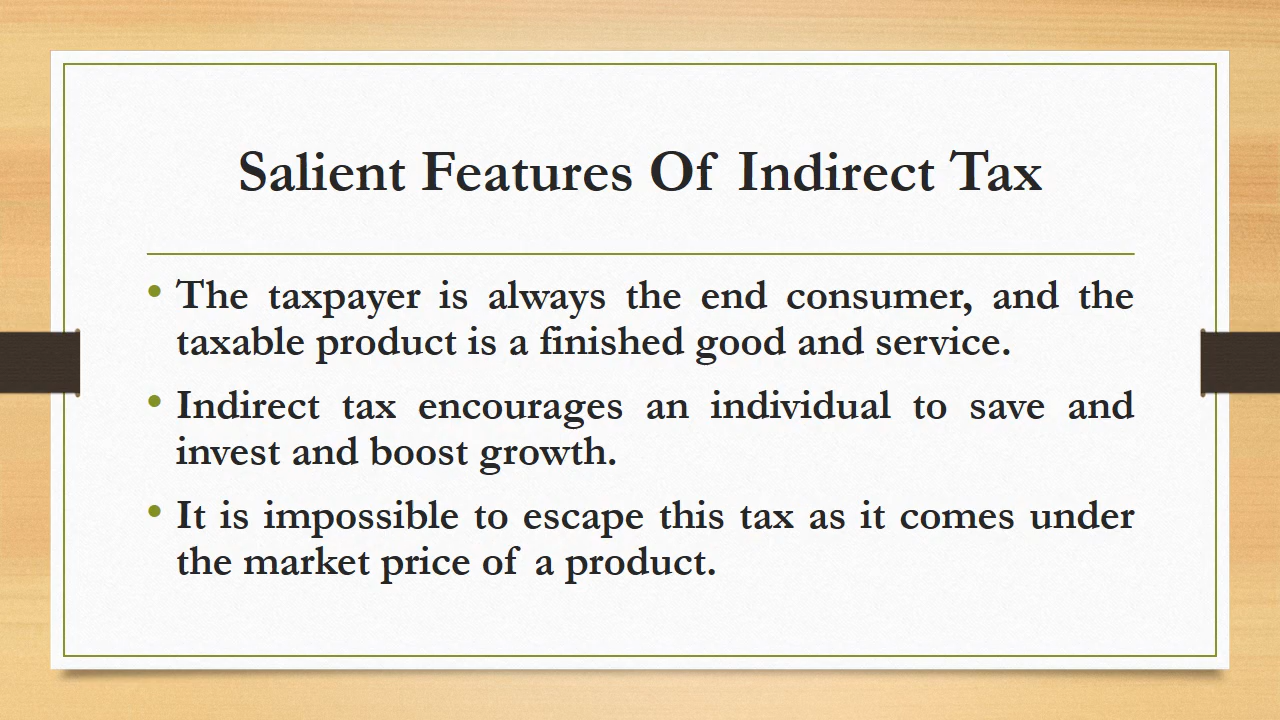 Salient Features Of Indirect Tax
• The taxpayer is always the end consumer, and the
taxable product is a finished good and service.
• Indirect tax encourages an individual to save and
invest and boost growth.
• It is impossible to escape this tax as it comes under
the market price of a product.